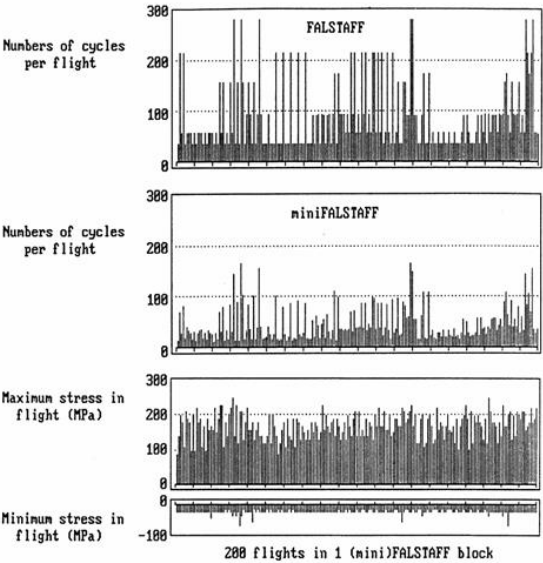 300
FALSTAFF
Numbers of cycles
per flight
200
100
0
300
miniFALSTAFF
Numbers of cycles
per flight
200
100
0
300
Maximum stress in
flight (MPa)
200
100
0
0
Minimum stress in
flight (MPa)
-100
200 flights in 1 (mini)FALSTAFF block